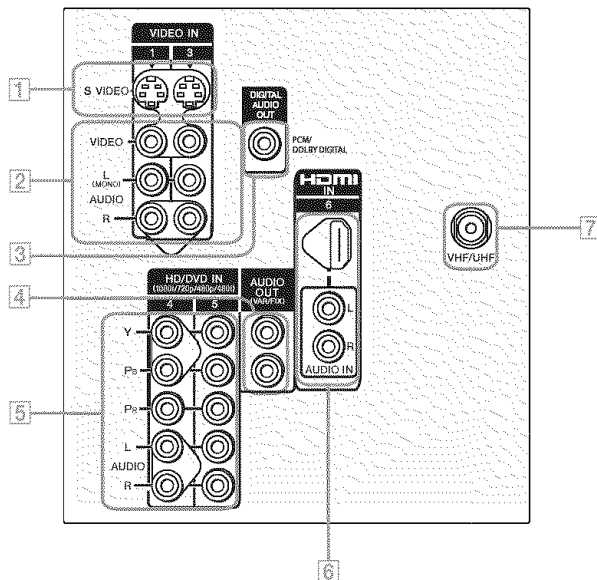 VIDEO IN
1 3
1
S VIDEO
DIGITAL
AUDIO
OUT
VIDEO
PCM/
DOLBY DIGITAL
2
L
(MONO)
AUDIO
R
HDMI
IN
6
7
VHF/UHF
3
4
HD/DVD IN
(1080i/720p/480p/480i)
4 5
AUDIO
OUT
(VAR/FIX)
Y
L
PB
R
AUDIO IN
5
PR
L
AUDIO
R
6